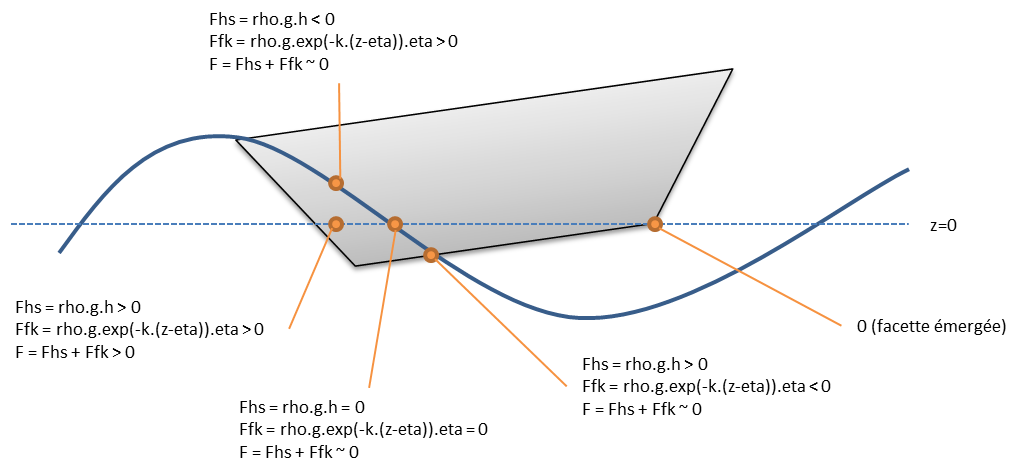 Fhs = rho.g.h < 0
Ffk = rho.g.exp(-k.(z-eta)).eta > 0
F = Fhs + Ffk ~ 0
z=0
Fhs = rho.g.h > 0
Ffk = rho.g.exp(-k.(z-eta)).eta > 0
F = Fhs + Ffk > 0
0 (facette émergée)
Fhs = rho.g.h > 0
Ffk = rho.g.exp(-k.(z-eta)).eta < 0
F = Fhs + Ffk ~ 0
Fhs = rho.g.h = 0
Ffk = rho.g.exp(-k.(z-eta)).eta = 0
F = Fhs + Ffk ~ 0